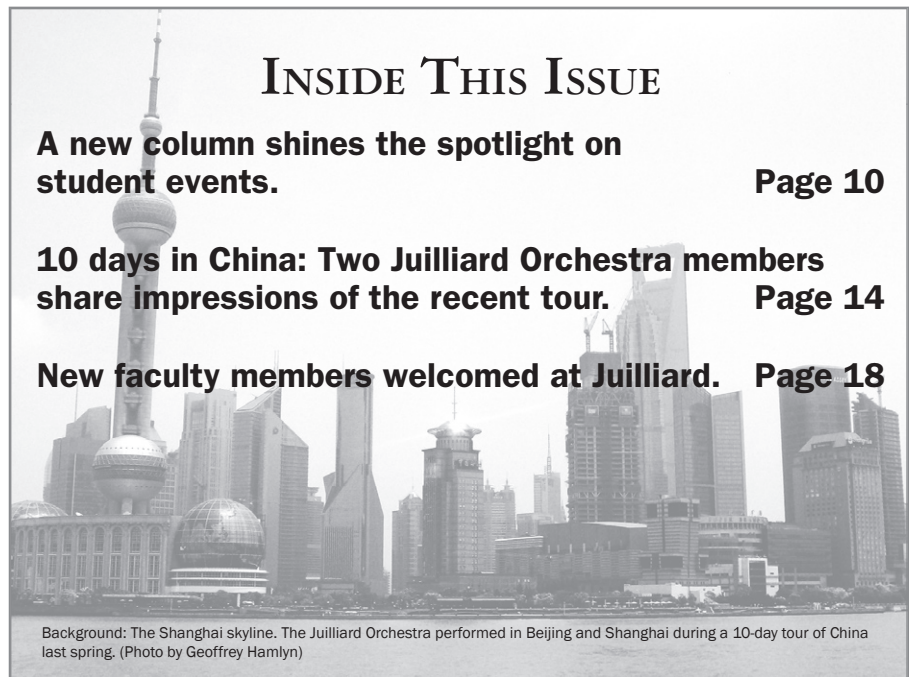 INSIDE THIS ISSUE
A new column shines the spotlight on
student events. Page 10
10 days in China: Two Juilliard Orchestra members
share impressions of the recent tour. Page 14
New faculty members welcomed at Juilliard. Page 18
Background: The Shanghai skyline. The Juilliard Orchestra performed in Beijing and Shanghai during a 10-day tour of China
last spring. (Photo by Geoffrey Hamlyn)